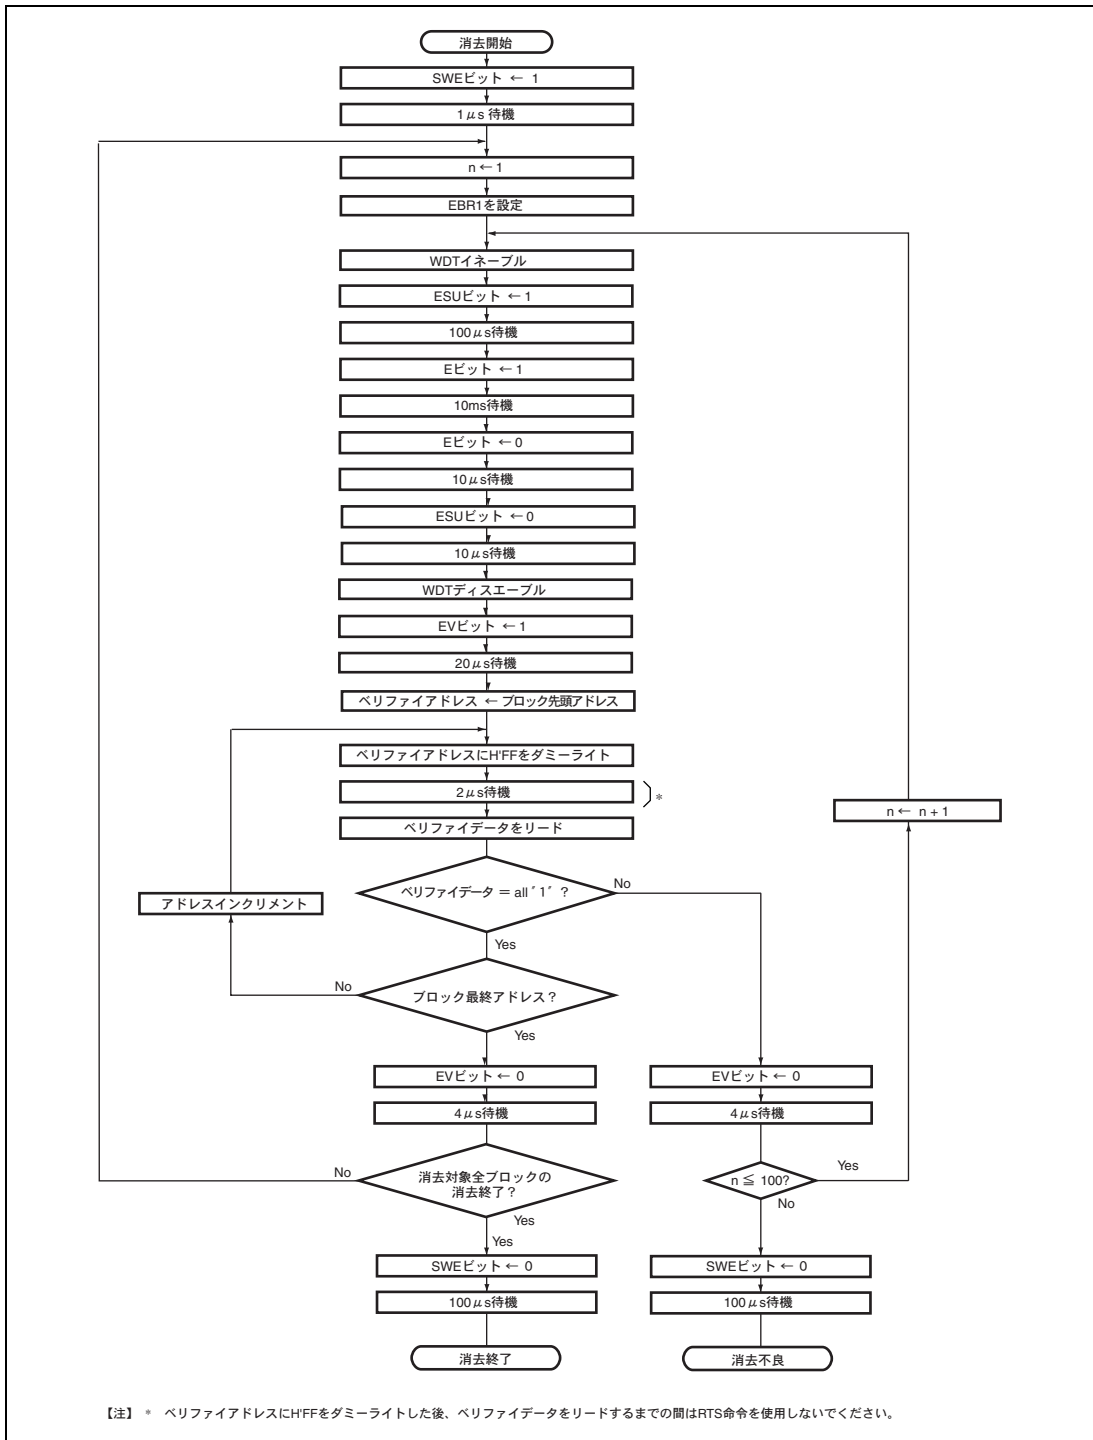 消去開始
SWEビット ← 1
1μs 待機
n ← 1
EBR1を設定
WDTイネーブル
ESUビット ← 1
100μs待機
Eビット ← 1
10ms待機
Eビット ← 0
10μs待機
ESUビット ← 0
10μs待機
WDTディスエーブル
EVビット ← 1
20μs待機
ベリファイアドレス ← ブロック先頭アドレス
ベリファイアドレスにH'FFをダミーライト
2μs待機
*
n ← n + 1
ベリファイデータをリード
ベリファイデータ = all "1" ?
No
アドレスインクリメント
Yes
No
ブロック最終アドレス?
Yes
EVビット ← 0
EVビット ← 0
4μs待機
4μs待機
No
消去対象全ブロックの
消去終了?
Yes
Yes
n ≦ 100?
Yes
No
SWEビット ← 0
SWEビット ← 0
100μs待機
100μs待機
消去終了
消去不良
【注】 * ベリファイアドレスにH'FFをダミーライトした後、ベリファイデータをリードするまでの間はRTS命令を使用しないでください。